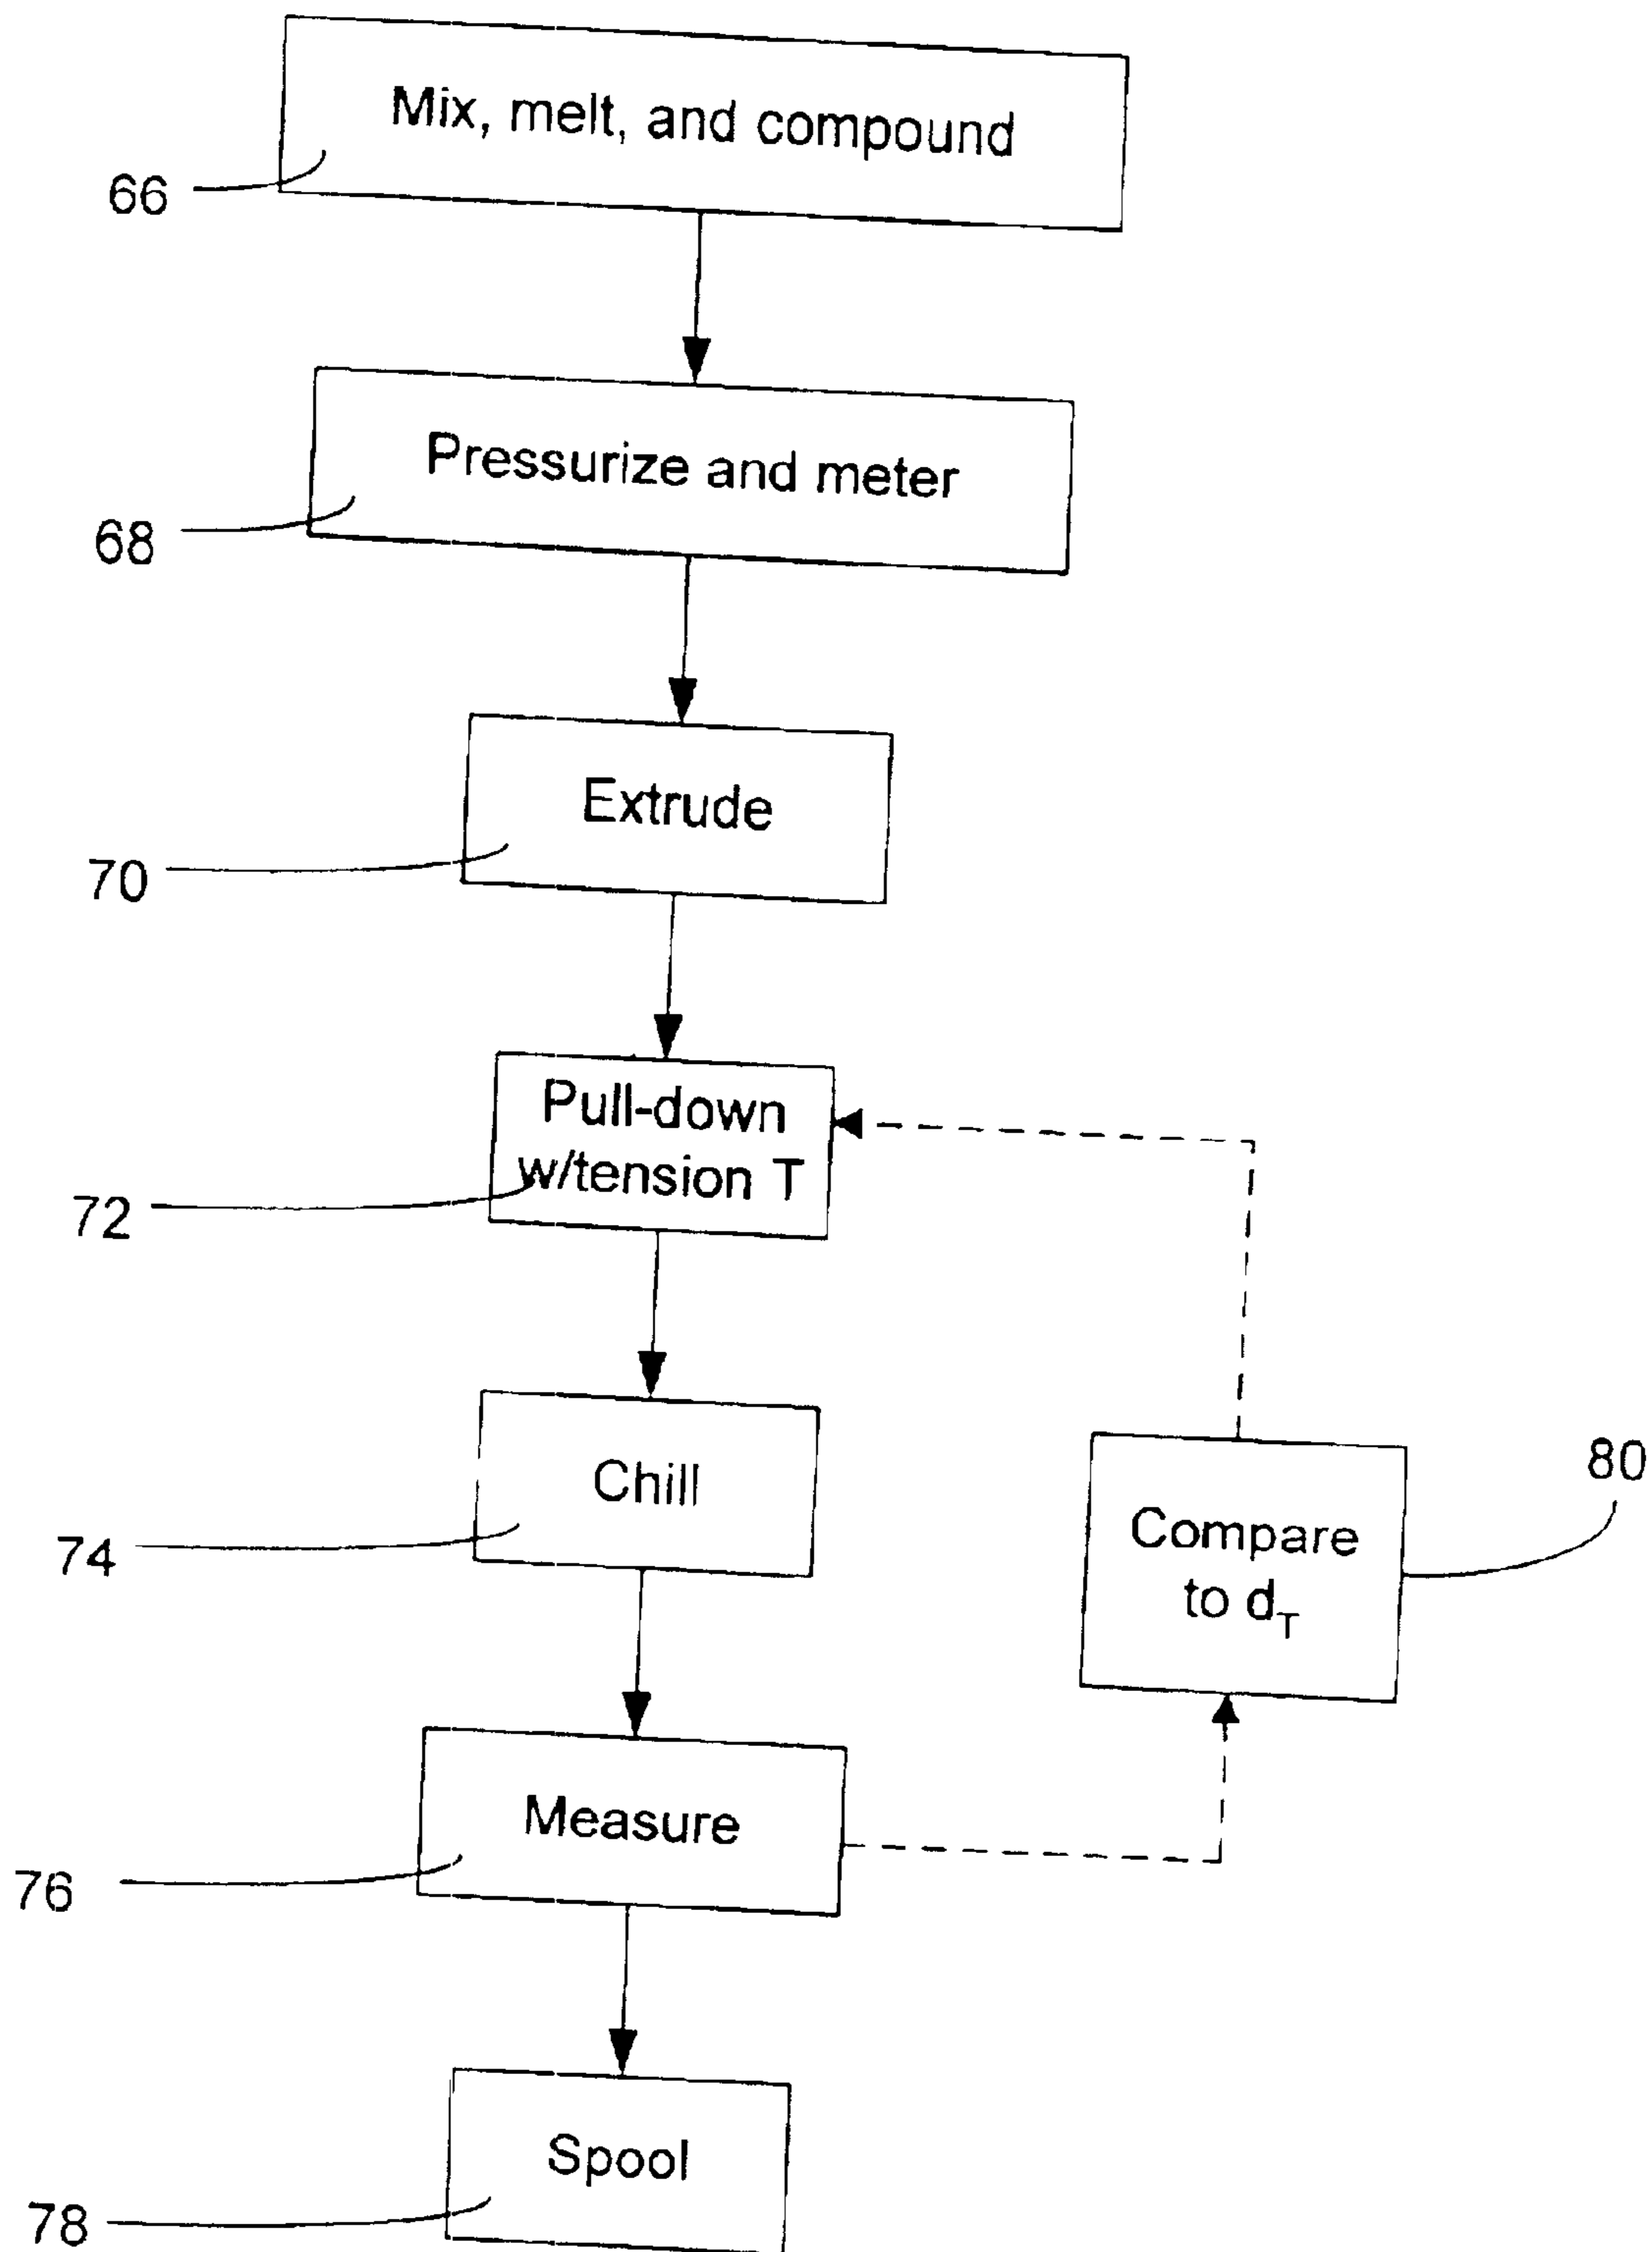 Mix, melt, and compound
66
Pressurize and meter
68
Extrude
70
Pull-down
w/tension T
72
Chill
74
80
Compare
to d_T
Measure
76
Spool
78